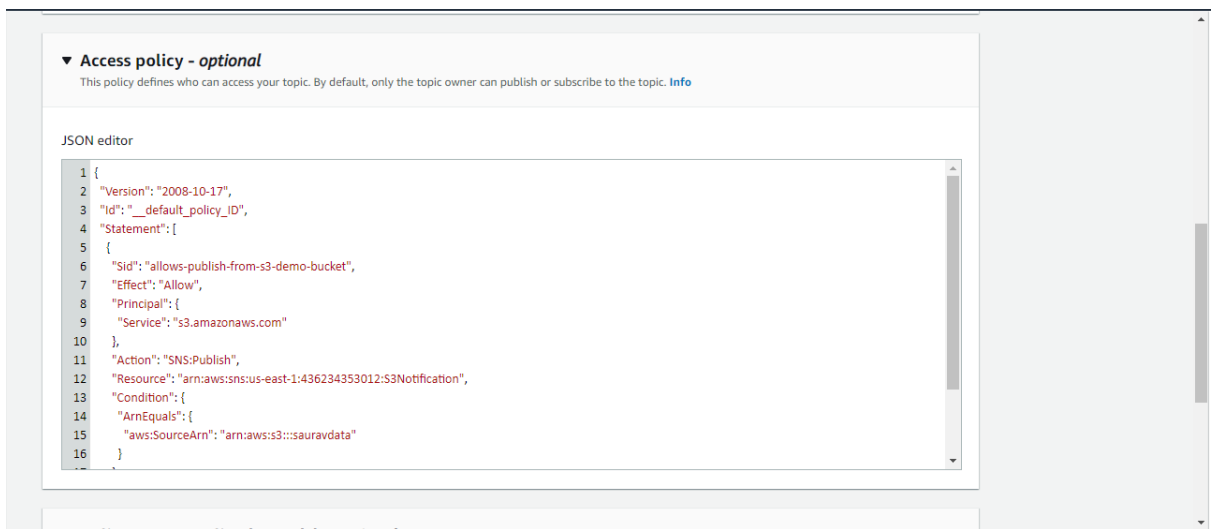 Access policy - optional
This policy defines who can access your topic. By default, only the topic owner can publish or subscribe to the topic. Info
JSON editor
1 {
2 "Version": "2008-10-17",
3 "Id": "__default_policy_ID",
4 "Statement": [
5 {
6 "Sid": "allows-publish-from-s3-demo-bucket",
7 "Effect": "Allow",
8 "Principal": {
9 "Service": "s3.amazonaws.com"
10 },
11 "Action": "SNS:Publish",
12 "Resource": "arn:aws:sns:us-east-1:436234353012:S3Notification",
13 "Condition": {
14 "ArnEquals": {
15 "aws:SourceArn": "arn:aws:s3:::sauravdata"
16 }